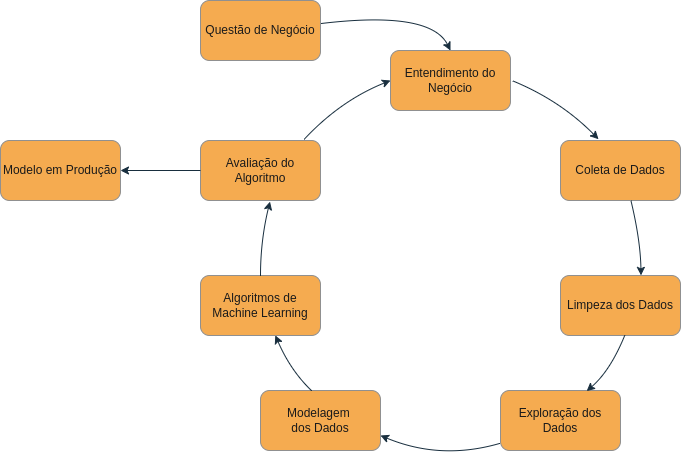 Questão de Negócio
Entendimento do
Negócio
Avaliação do
Algoritmo
Modelo em Produção
Coleta de Dados
Algoritmos de
Machine Learning
Limpeza dos Dados
Modelagem
dos Dados
Exploração dos
Dados